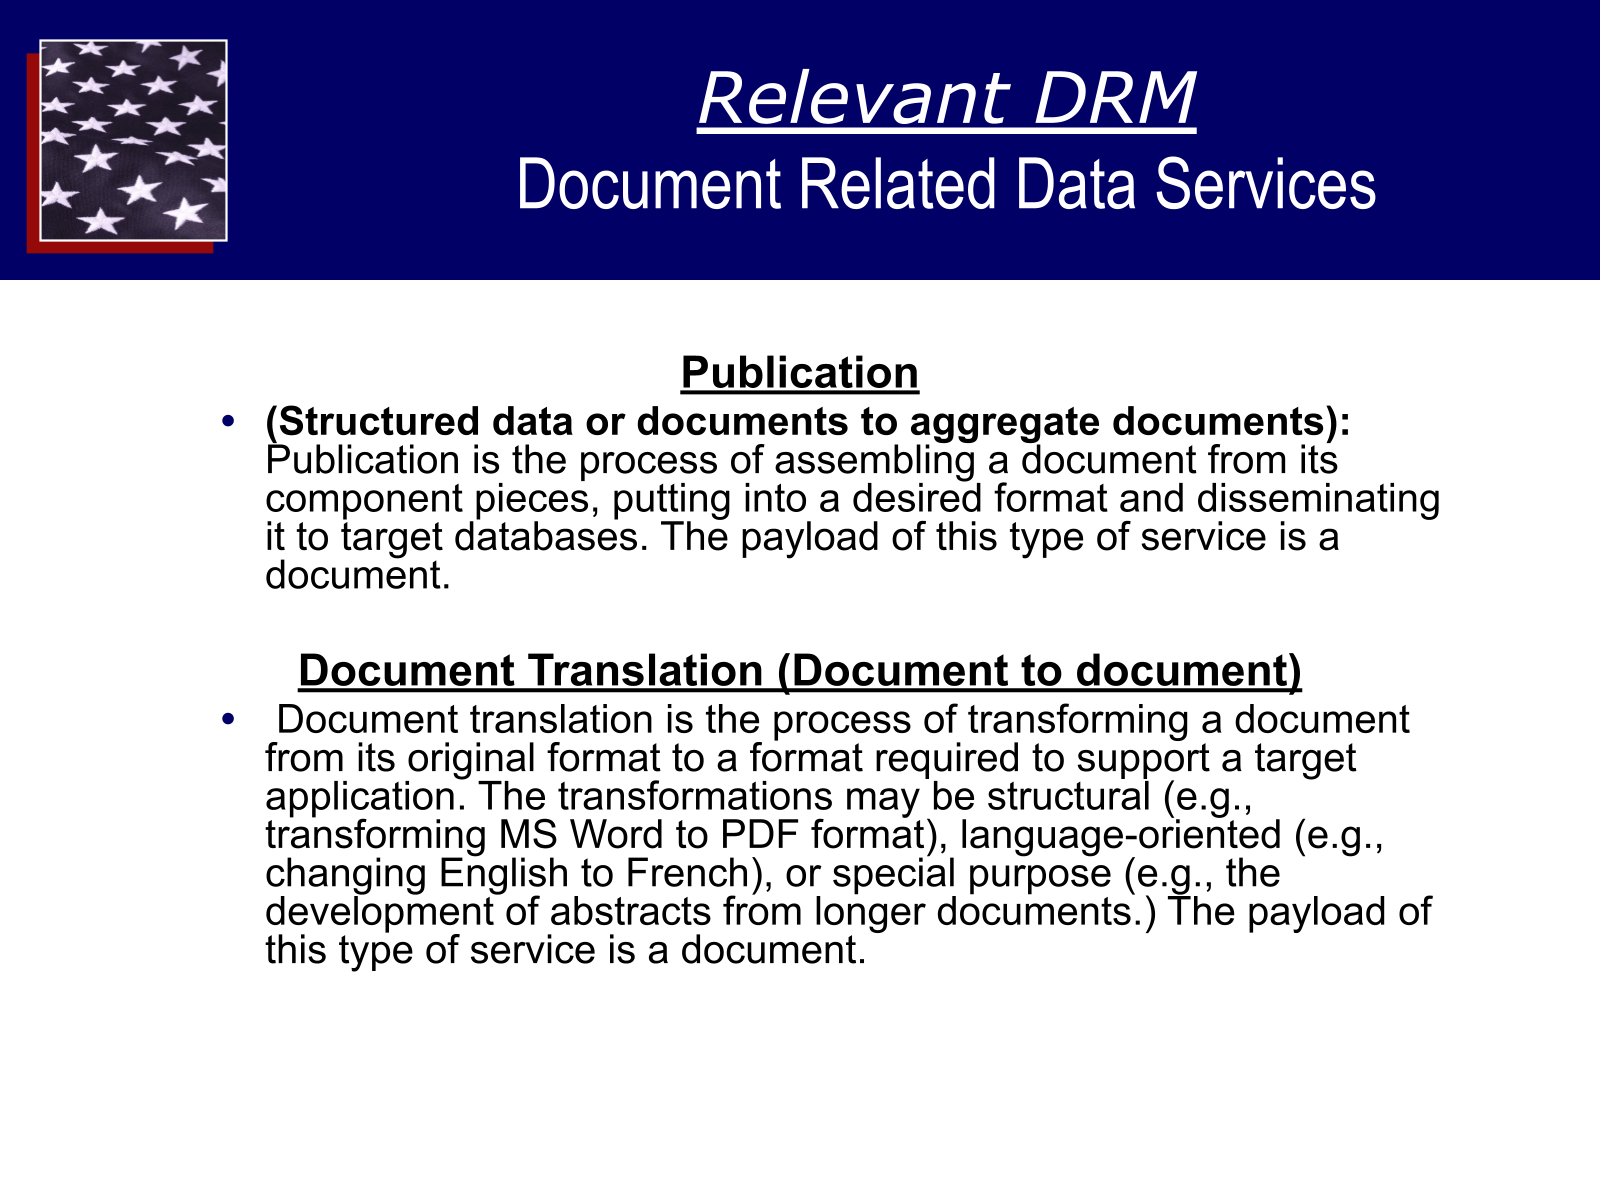 Relevant DRM
Document Related Data Services
Publication
• (Structured data or documents to aggregate documents):
Publication is the process of assembling a document from its
component pieces, putting into a desired format and disseminating
it to target databases. The payload of this type of service is a
document.
Document Translation (Document to document)
• Document translation is the process of transforming a document
from its original format to a format required to support a target
application. The transformations may be structural (e.g.,
transforming MS Word to PDF format), language-oriented (e.g.,
changing English to French), or special purpose (e.g., the
development of abstracts from longer documents.) The payload of
this type of service is a document.